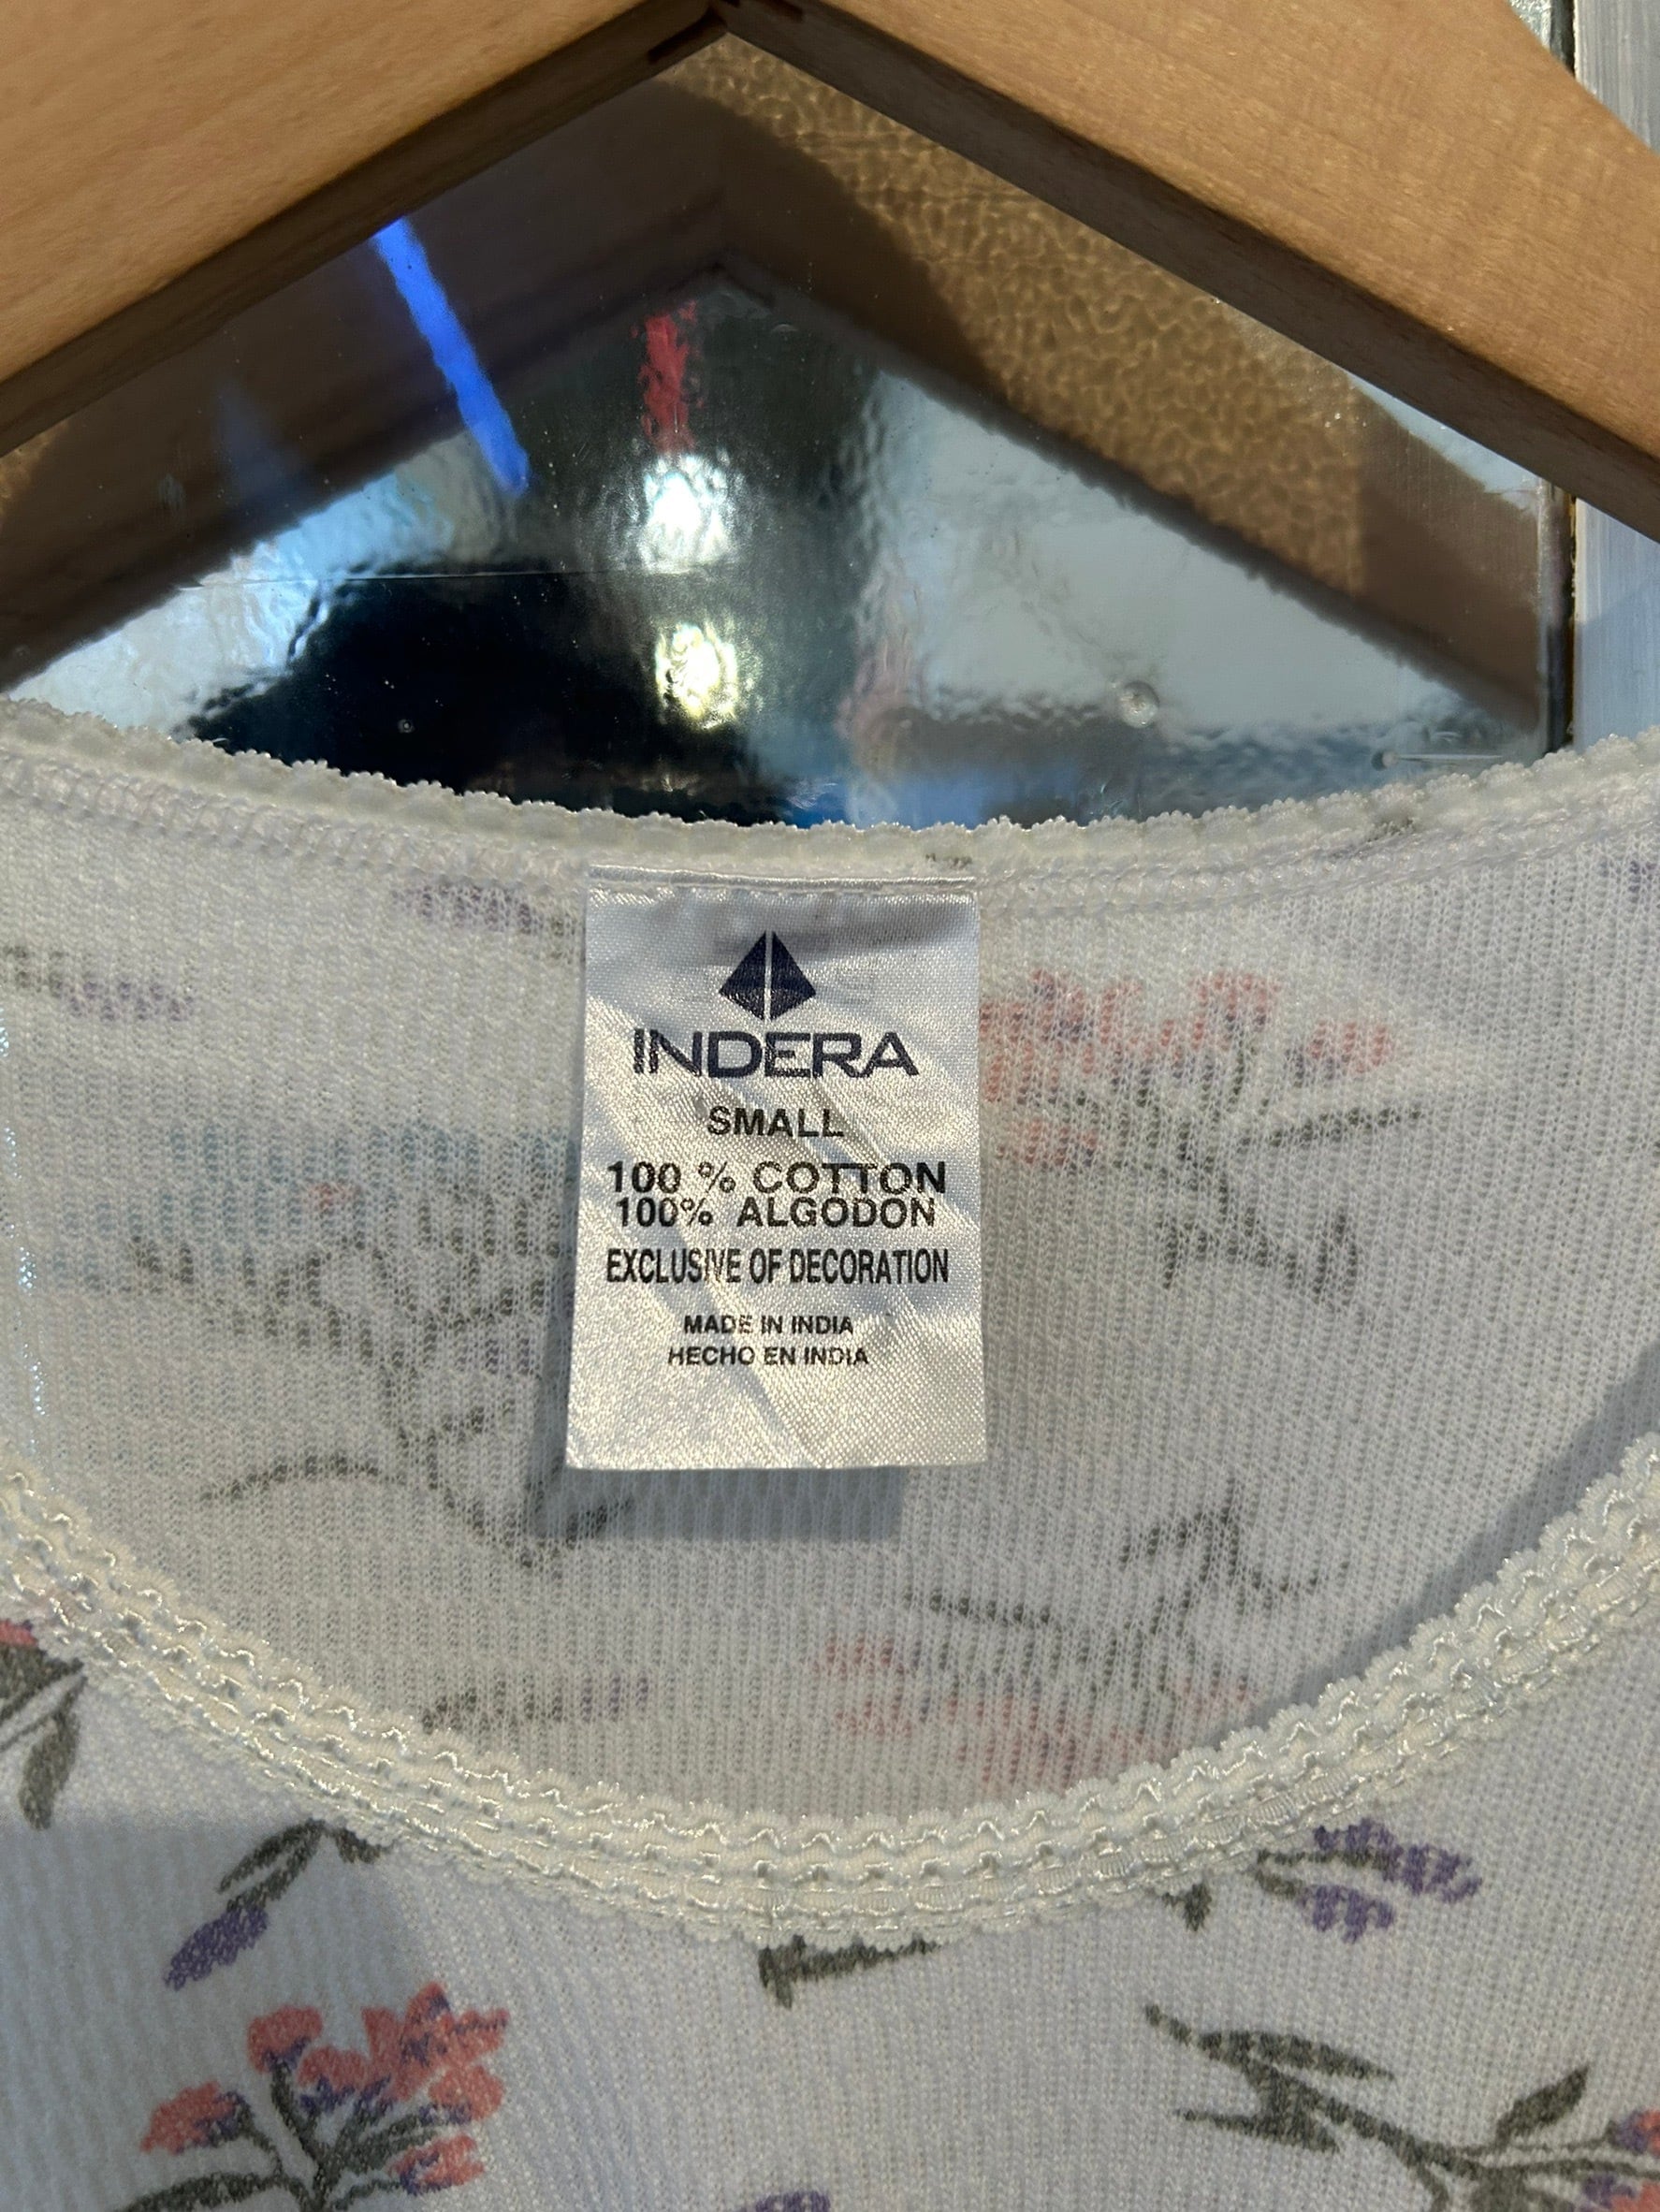 INDERA
SMALL
100 % COTTON
100% ALGODON
EXCLUSIVE OF DECORATION
MADE IN INDIA
HECHO EN INDIA